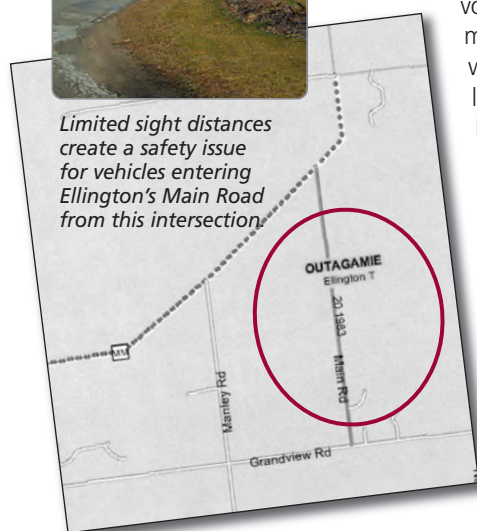 Limited sight distances
create a safety issue
for vehicles entering
Ellington's Main Road
from this intersection.
OUTAGAMIE
Ellington T
20 1983
Main Rd
MM
Manley Rd
Grandview Rd